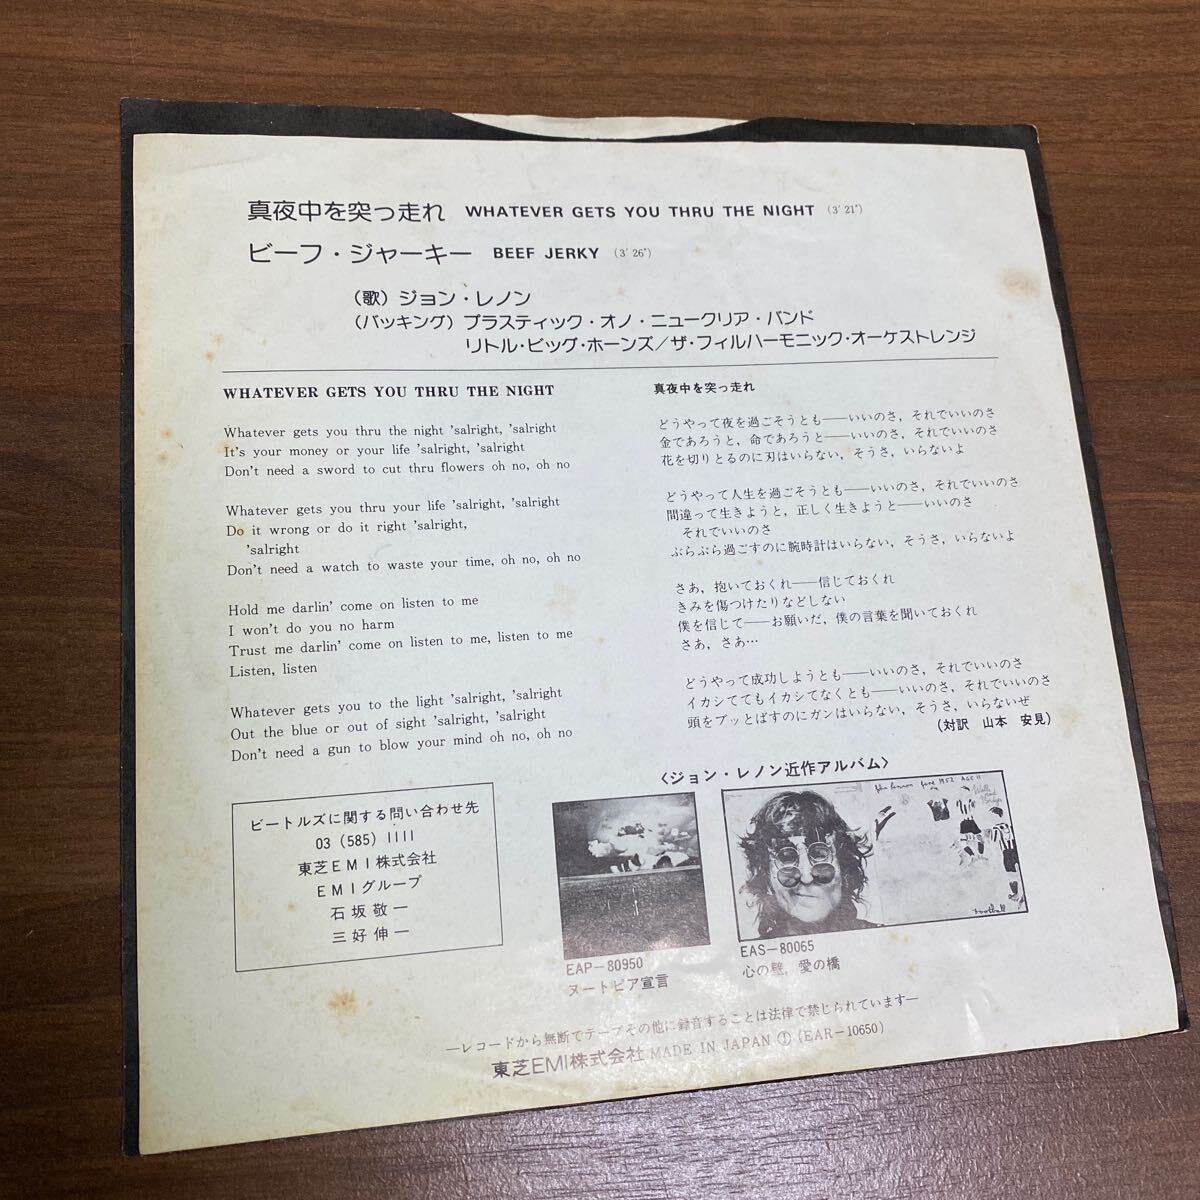 真夜中を突っ走れ WHATEVER GETS YOU THRU THE NIGHT (3'21")
ビーフ・ジャーキー BEEF JERKY (3'26")
(歌) ジョン・レノン
(バッキング) プラスティック・オノ・ニュークリア・バンド
リトル・ビッグ・ホーンズ/ザ・フィルハーモニック・オーケストレンジ
WHATEVER GETS YOU THRU THE NIGHT
Whatever gets you thru the night 'salright, 'salright
It's your money or your life 'salright, 'salright
Don't need a sword to cut thru flowers oh no, oh no
Whatever gets you thru your life 'salright, 'salright
Do it wrong or do it right 'salright,
'salright
Don't need a watch to waste your time, oh no, oh no
Hold me darlin' come on listen to me
I won't do you no harm
Trust me darlin' come on listen to me, listen to me
Listen, listen
Whatever gets you to the light 'salright, 'salright
Out the blue or out of sight 'salright, 'salright
Don't need a gun to blow your mind oh no, oh no
真夜中を突っ走れ
どうやって夜を過ごそうとも——いいのさ, それでいいのさ
金であろうと, 命であろうと——いいのさ, それでいいのさ
花を切りとるのに刃はいらない, そうさ, いらないよ
どうやって人生を過ごそうとも——いいのさ, それでいいのさ
間違って生きようと, 正しく生きようと——いいのさ
それでいいのさ
ぶらぶら過ごすのに腕時計はいらない, そうさ, いらないよ
さあ, 抱いておくれ——信じておくれ
きみを傷つけたりなどしない
僕を信じて——お願いだ, 僕の言葉を聞いておくれ
さあ, さあ…
どうやって成功しようとも——いいのさ, それでいいのさ
イカシててもイカシてなくとも——いいのさ, それでいいのさ
頭をブッとばすのにガンはいらない, そうさ, いらないぜ
(対訳 山本 安見)
ビートルズに関する問い合わせ先
03 (585) 1111
東芝EMI株式会社
EMIグループ
石坂敬一
三好伸一
〈ジョン・レノン近作アルバム〉
john lennon june 1952 AGE 11
Walls and Bridges
football
EAP-80950
ヌートピア宣言
EAS-80065
心の壁, 愛の橋
—レコードから無断でテープその他に録音することは法律で禁じられています—
東芝EMI株式会社 MADE IN JAPAN ① (EAR-10650)